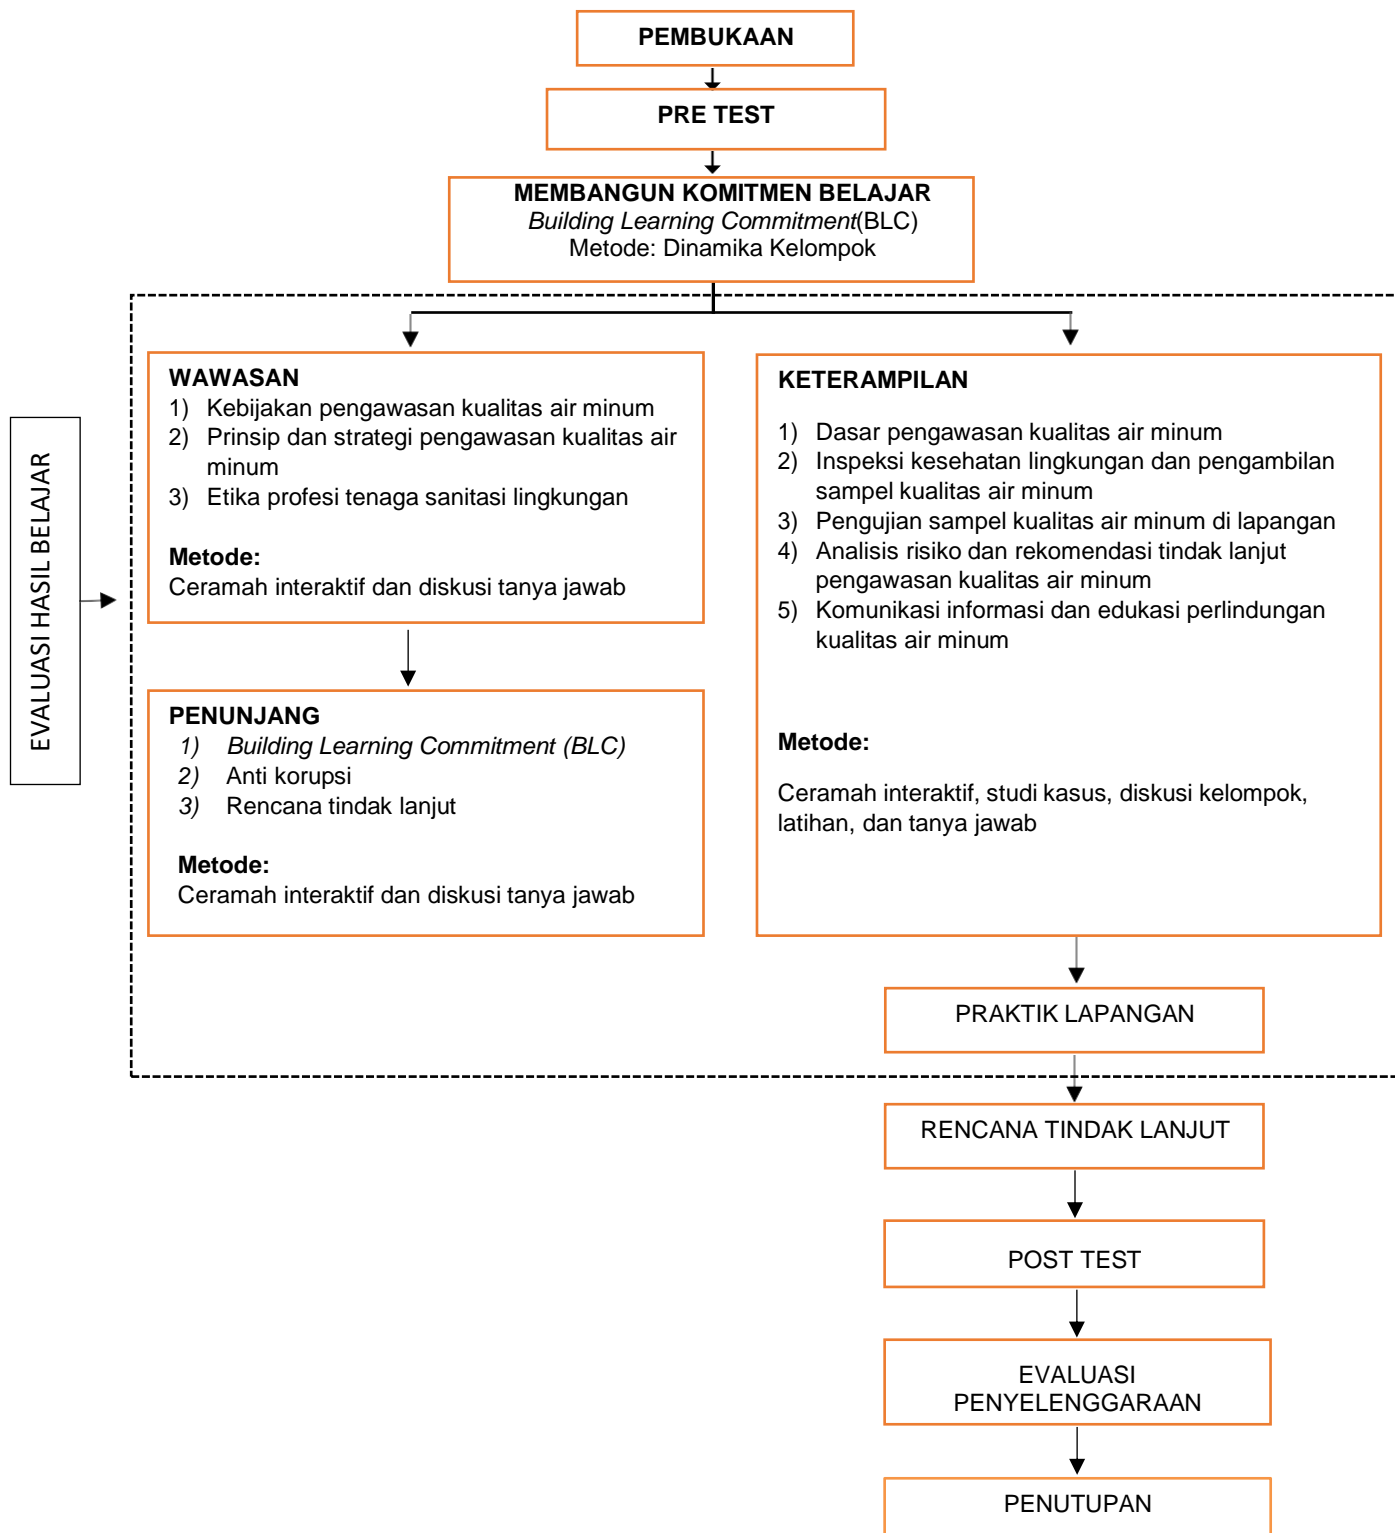 PEMBUKAAN
PRE TEST
MEMBANGUN KOMITMEN BELAJAR
Building Learning Commitment(BLC)
Metode: Dinamika Kelompok
EVALUASI HASIL BELAJAR
WAWASAN
1) Kebijakan pengawasan kualitas air minum
2) Prinsip dan strategi pengawasan kualitas air
minum
3) Etika profesi tenaga sanitasi lingkungan
Metode:
Ceramah interaktif dan diskusi tanya jawab
PENUNJANG
1) Building Learning Commitment (BLC)
2) Anti korupsi
3) Rencana tindak lanjut
Metode:
Ceramah interaktif dan diskusi tanya jawab
KETERAMPILAN
1) Dasar pengawasan kualitas air minum
2) Inspeksi kesehatan lingkungan dan pengambilan
sampel kualitas air minum
3) Pengujian sampel kualitas air minum di lapangan
4) Analisis risiko dan rekomendasi tindak lanjut
pengawasan kualitas air minum
5) Komunikasi informasi dan edukasi perlindungan
kualitas air minum
Metode:
Ceramah interaktif, studi kasus, diskusi kelompok,
latihan, dan tanya jawab
PRAKTIK LAPANGAN
RENCANA TINDAK LANJUT
POST TEST
EVALUASI
PENYELENGGARAAN
PENUTUPAN